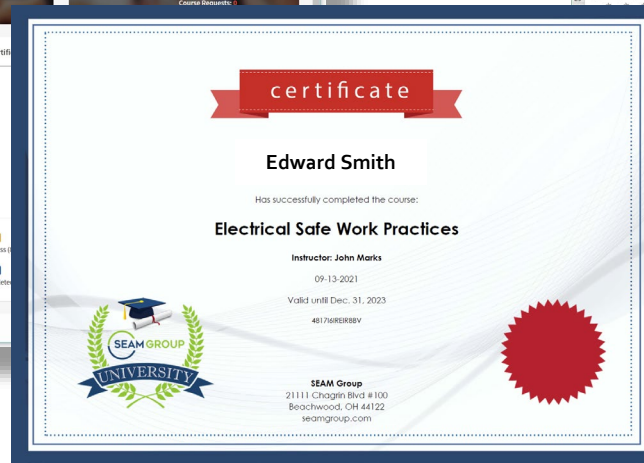 Course Requests: 0
certificate
Edward Smith
Has successfully completed the course:
Electrical Safe Work Practices
Instructor: John Marks
09-13-2021
Valid until Dec. 31, 2023
SEAM GROUP
UNIVERSITY
SEAM Group
21111 Chagrin Blvd #100
Beachwood, OH 44122
seamgroup.com